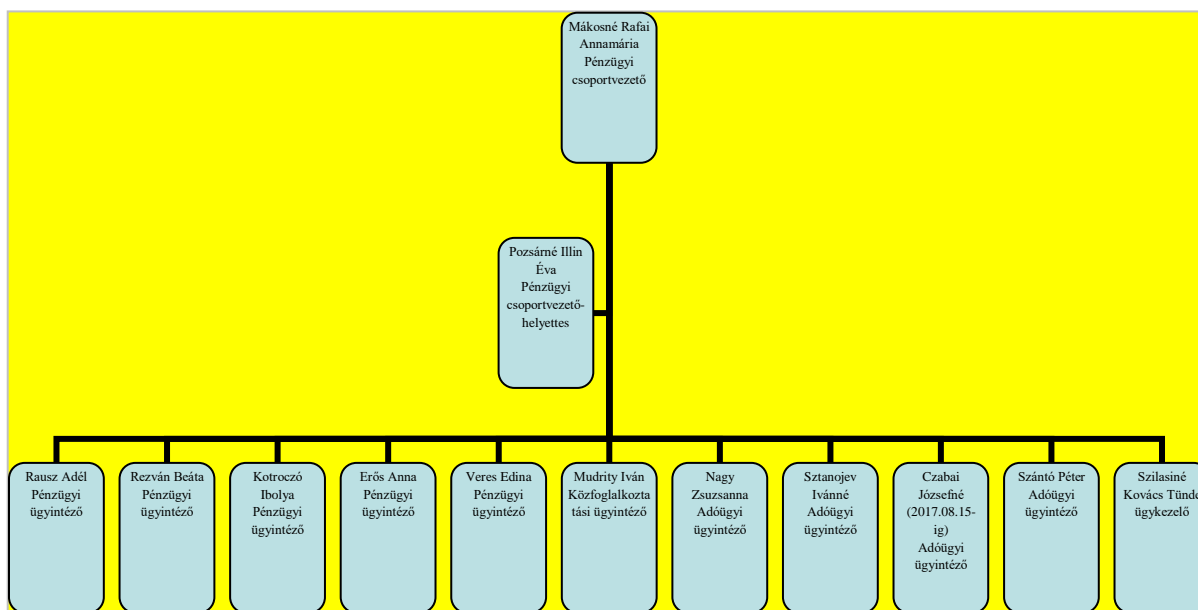 Mákosné Rafai
Annamária
Pénzügyi
csoportvezető
Pozsárné Illin
Éva
Pénzügyi
csoportvezető-
helyettes
Rausz Adél
Pénzügyi
ügyintéző
Rezván Beáta
Pénzügyi
ügyintéző
Kotroczó
Ibolya
Pénzügyi
ügyintéző
Erős Anna
Pénzügyi
ügyintéző
Veres Edina
Pénzügyi
ügyintéző
Mudrity Iván
Közfoglalkozta
tási ügyintéző
Nagy
Zsuzsanna
Adóügyi
ügyintéző
Sztanojev
Ivánné
Adóügyi
ügyintéző
Czabai
Józsefné
(2017.08.15-
ig)
Adóügyi
ügyintéző
Szántó Péter
Adóügyi
ügyintéző
Szilasiné
Kovács Tünde
ügykezelő